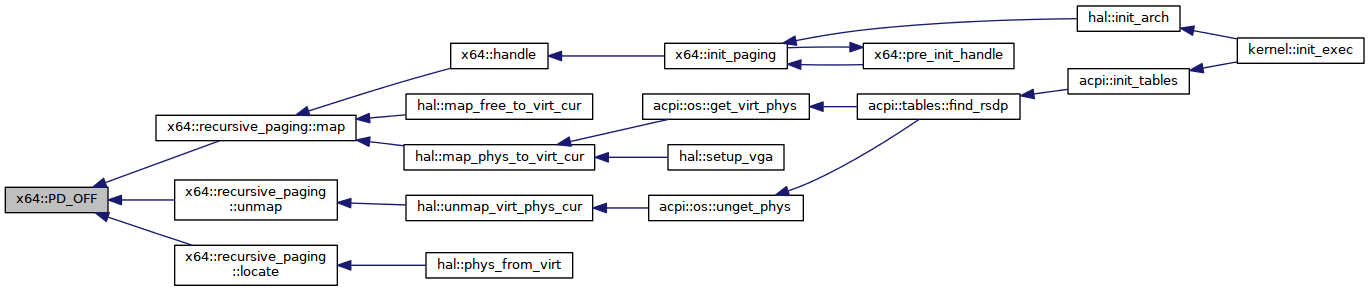 hal::init_arch
x64::handle
x64::init_paging
x64::pre_init_handle
kernel::init_exec
acpi::init_tables
hal::map_free_to_virt_cur
acpi::os::get_virt_phys
acpi::tables::find_rsdp
x64::recursive_paging::map
hal::map_phys_to_virt_cur
hal::setup_vga
x64::PD_OFF
x64::recursive_paging
::unmap
hal::unmap_virt_phys_cur
acpi::os::unget_phys
x64::recursive_paging
::locate
hal::phys_from_virt